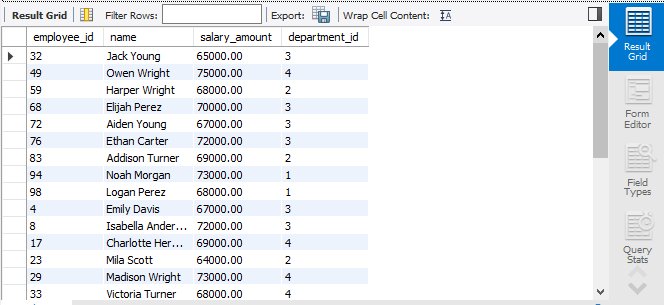 Result Grid Filter Rows: Export: Wrap Cell Content:
employee_id name salary_amount department_id
32 Jack Young 65000.00 3
49 Owen Wright 75000.00 4
59 Harper Wright 68000.00 2
68 Elijah Perez 70000.00 3
72 Aiden Young 67000.00 3
76 Ethan Carter 72000.00 3
83 Addison Turner 69000.00 2
94 Noah Morgan 73000.00 1
98 Logan Perez 68000.00 1
4 Emily Davis 67000.00 3
8 Isabella Ander... 72000.00 3
17 Charlotte Her... 69000.00 4
23 Mila Scott 64000.00 2
29 Madison Wright 73000.00 4
33 Victoria Turner 68000.00 4
Result
Grid
Form
Editor
Field
Types
Query
Stats